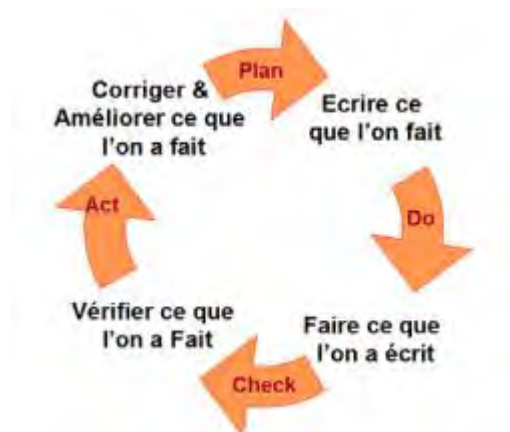 Plan
Ecrire ce
que l'on fait
Do
Faire ce que
l'on a écrit
Check
Vérifier ce que
l'on a Fait
Act
Corriger &
Améliorer ce que
l'on a fait